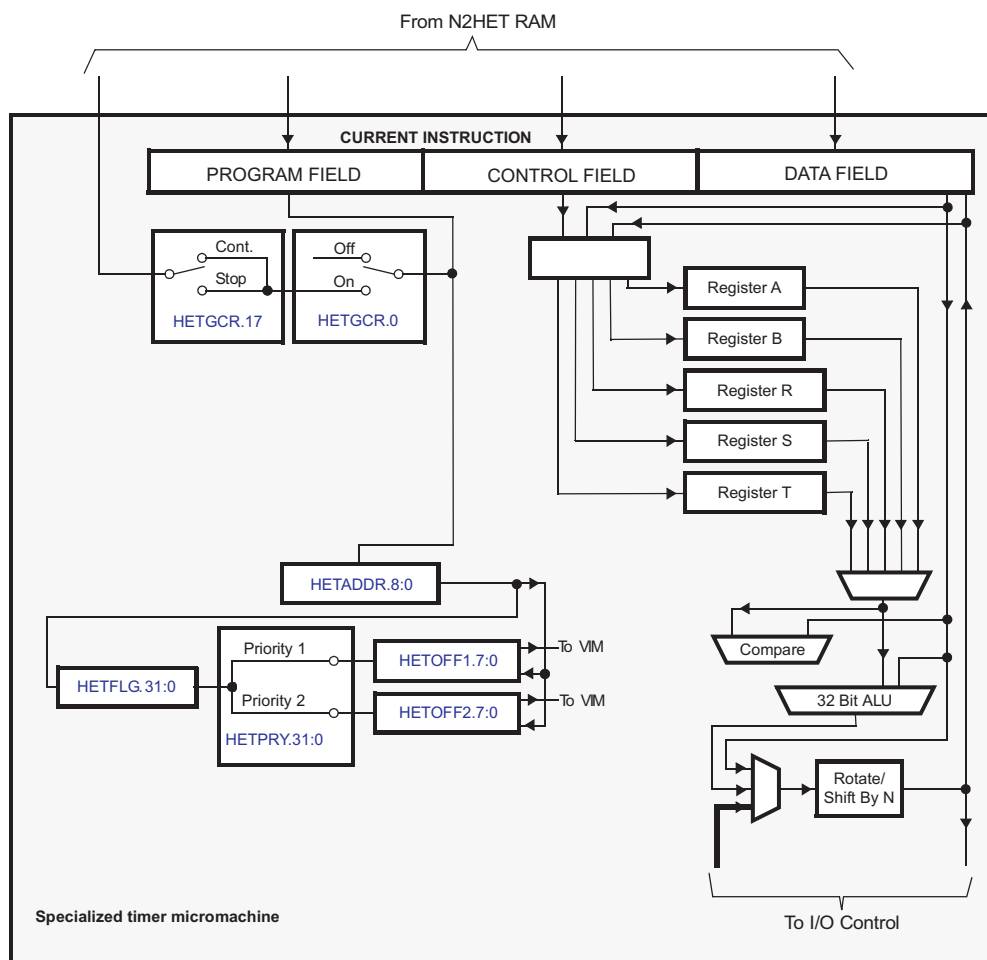 From N2HET RAM
CURRENT INSTRUCTION
PROGRAM FIELD
CONTROL FIELD
DATA FIELD
Cont.
Stop
HETGCR.17
Off
On
HETGCR.0
Register A
Register B
Register R
Register S
Register T
HETADDR.8:0
Priority 1
Priority 2
HETPRY.31:0
HETFLG.31:0
HETOFF1.7:0
HETOFF2.7:0
To VIM
To VIM
Compare
32 Bit ALU
Rotate/
Shift By N
Specialized timer micromachine
To I/O Control